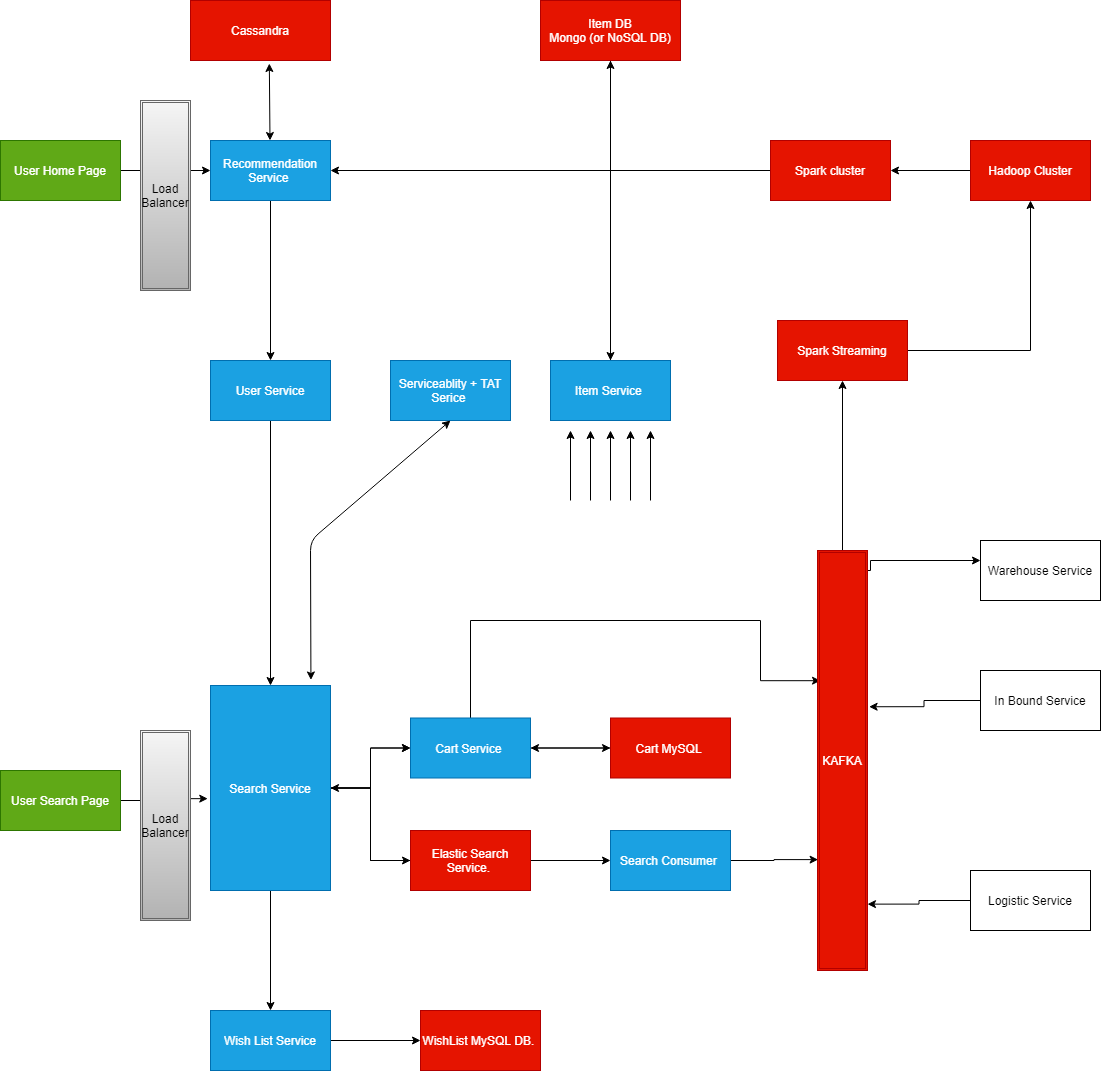 Cassandra
Item DB
Mongo (or NoSQL DB)
User Home Page
Load
Balancer
Recommendation
Service
Spark cluster
Hadoop Cluster
Spark Streaming
User Service
Serviceablity + TAT
Serice
Item Service
Warehouse Service
In Bound Service
Cart Service
Cart MySQL
KAFKA
Search Service
User Search Page
Load
Balancer
Elastic Search
Service.
Search Consumer
Logistic Service
Wish List Service
WishList MySQL DB.